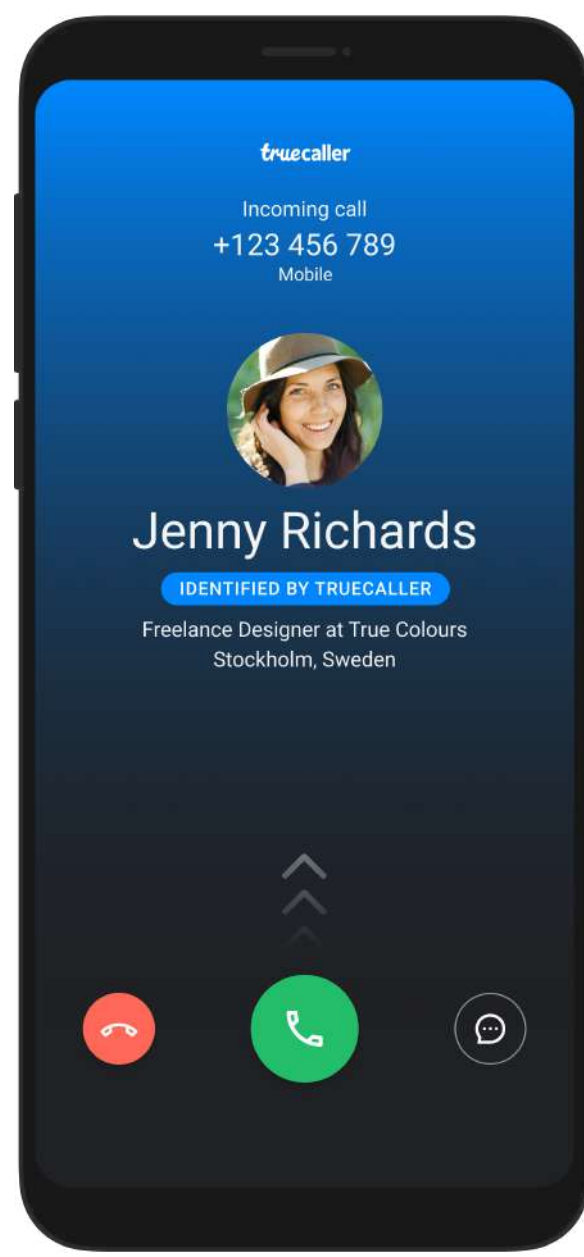 truecaller
Incoming call
+123 456 789
Mobile
Jenny Richards
IDENTIFIED BY TRUECALLER
Freelance Designer at True Colours
Stockholm, Sweden